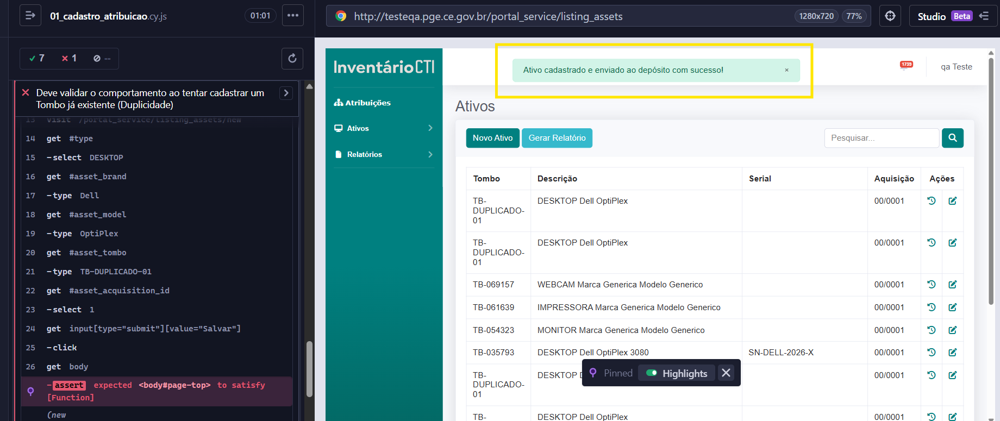 01_cadastro_atribuicao.cy.js
01:01
7
1
--
Deve validar o comportamento ao tentar cadastrar um
Tombo já existente (Duplicidade)
13 visit /portal_service/listing_assets/new
14 get #type
15 -select DESKTOP
16 get #asset_brand
17 -type Dell
18 get #asset_model
19 -type OptiPlex
20 get #asset_tombo
21 -type TB-DUPLICADO-01
22 get #asset_acquisition_id
23 -select 1
24 get input[type="submit"][value="Salvar"]
25 -click
26 get body
-assert expected <body#page-top> to satisfy
[Function]
(new
http://testeqa.pge.ce.gov.br/portal_service/listing_assets
1280x720
77%
Studio Beta
InventárioCTI
Atribuições
Ativos
Relatórios
Ativo cadastrado e enviado ao depósito com sucesso!
×
1739
qa Teste
Ativos
Novo Ativo
Gerar Relatório
Pesquisar...
Tombo Descrição Serial Aquisição Ações
TB-
DUPLICADO-
01
DESKTOP Dell OptiPlex
00/0001
TB-
DUPLICADO-
01
DESKTOP Dell OptiPlex
00/0001
TB-069157 WEBCAM Marca Generica Modelo Generico 00/0001
TB-061639 IMPRESSORA Marca Generica Modelo Generico 00/0001
TB-054323 MONITOR Marca Generica Modelo Generico 00/0001
TB-035793 DESKTOP Dell OptiPlex 3080 SN-DELL-2026-X 00/0001
TB-
DUPLICADO-
01
DESKTOP D
00/0001
Pinned
Highlights
TB- DESKTOP Dell OptiPlex 00/0001